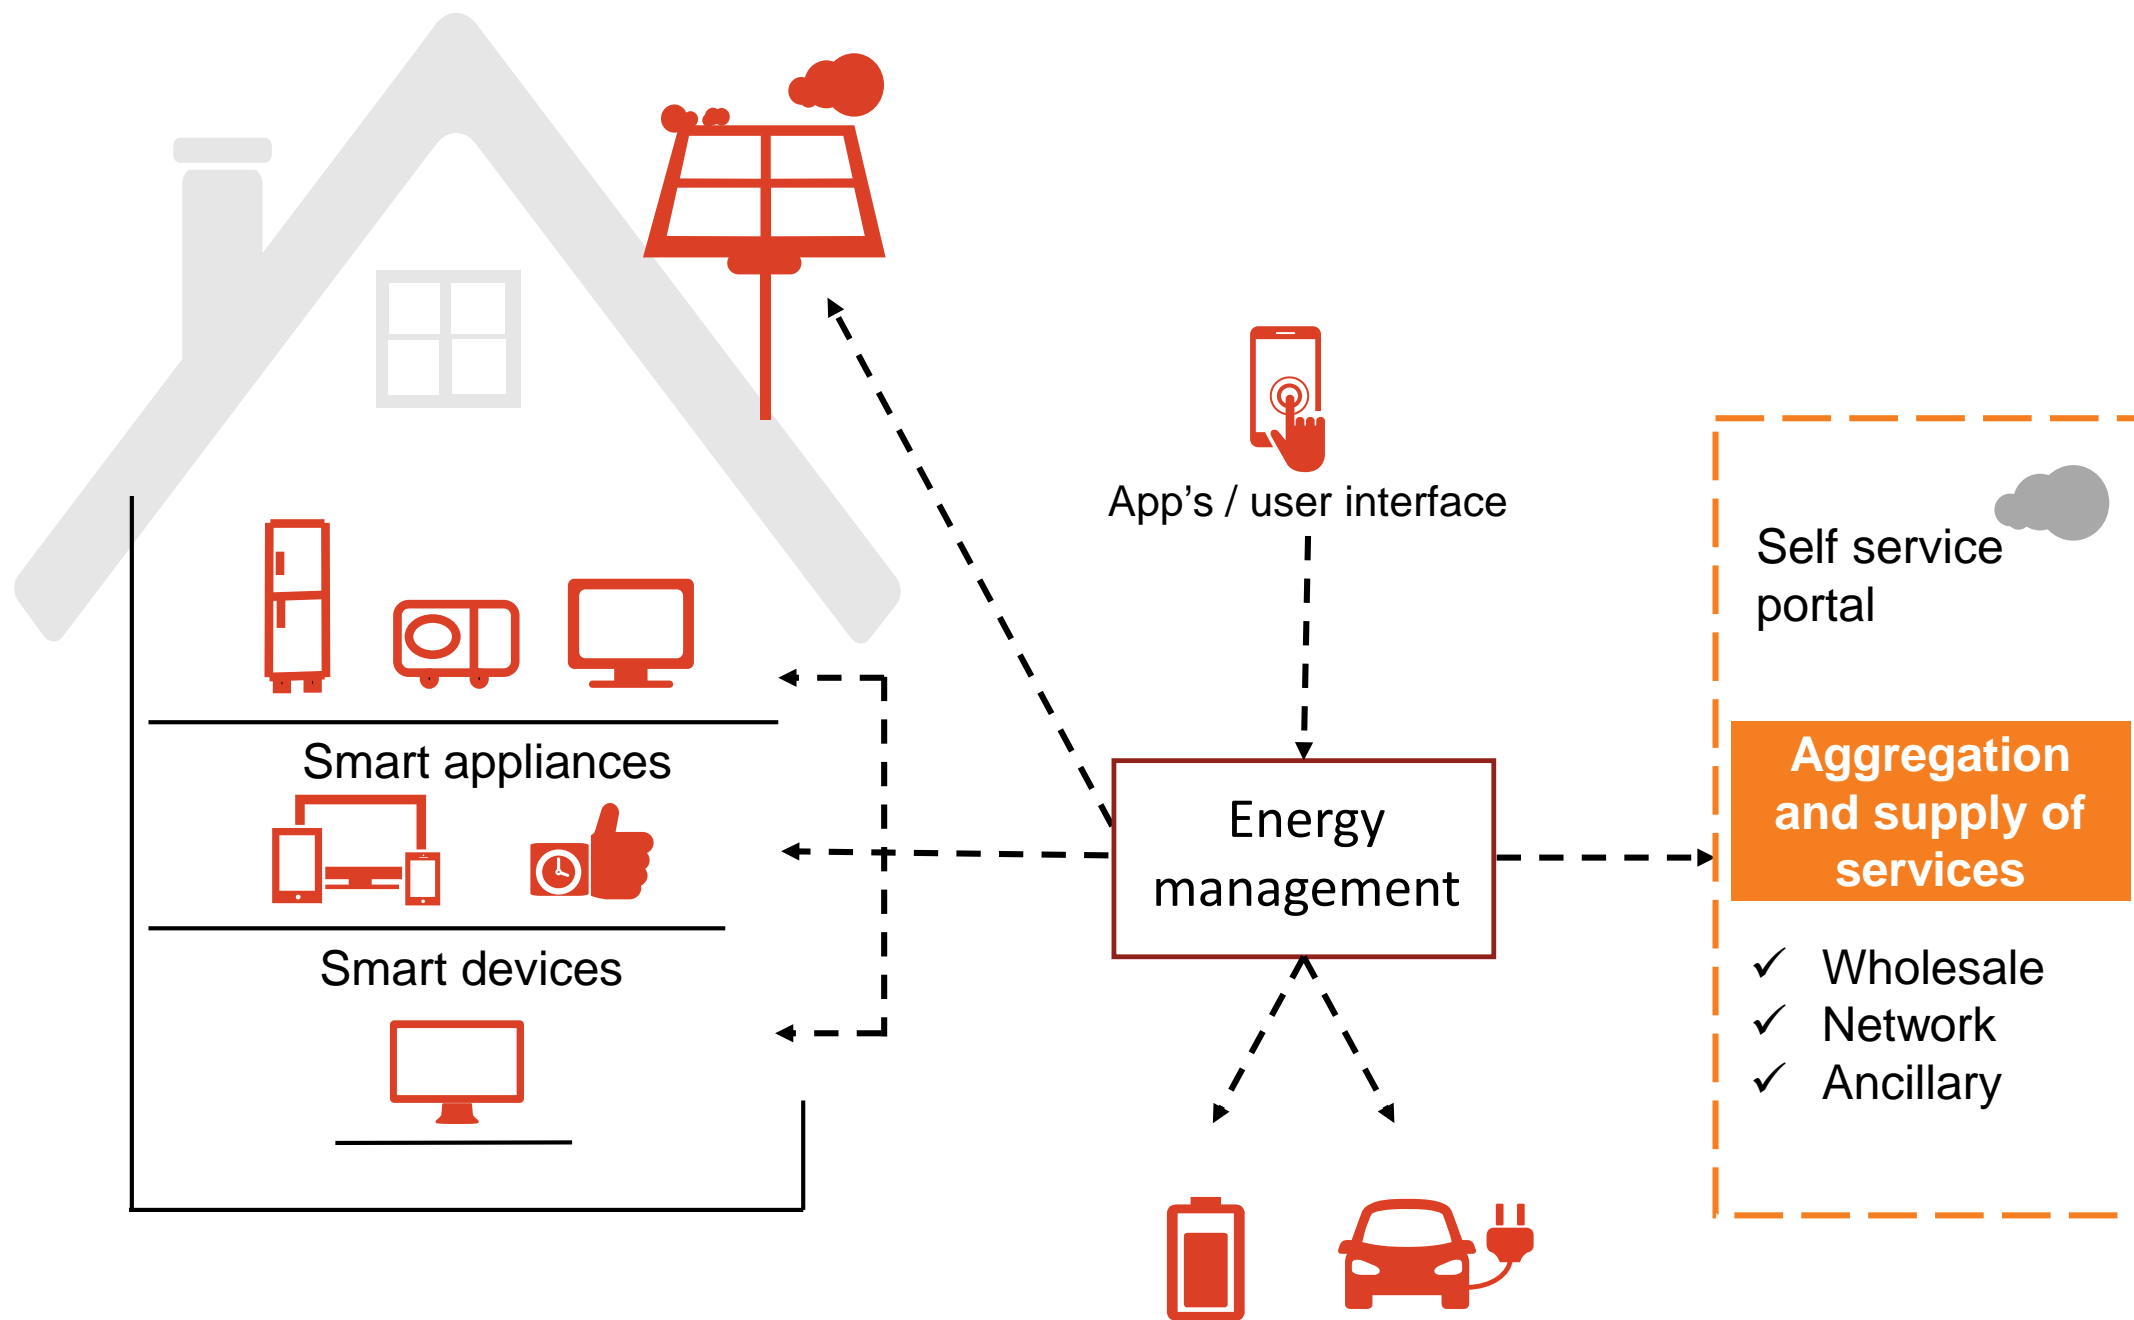 App's / user interface
Self service
portal
Smart appliances
Smart devices
Energy
management
Aggregation
and supply of
services
✓ Wholesale
✓ Network
✓ Ancillary